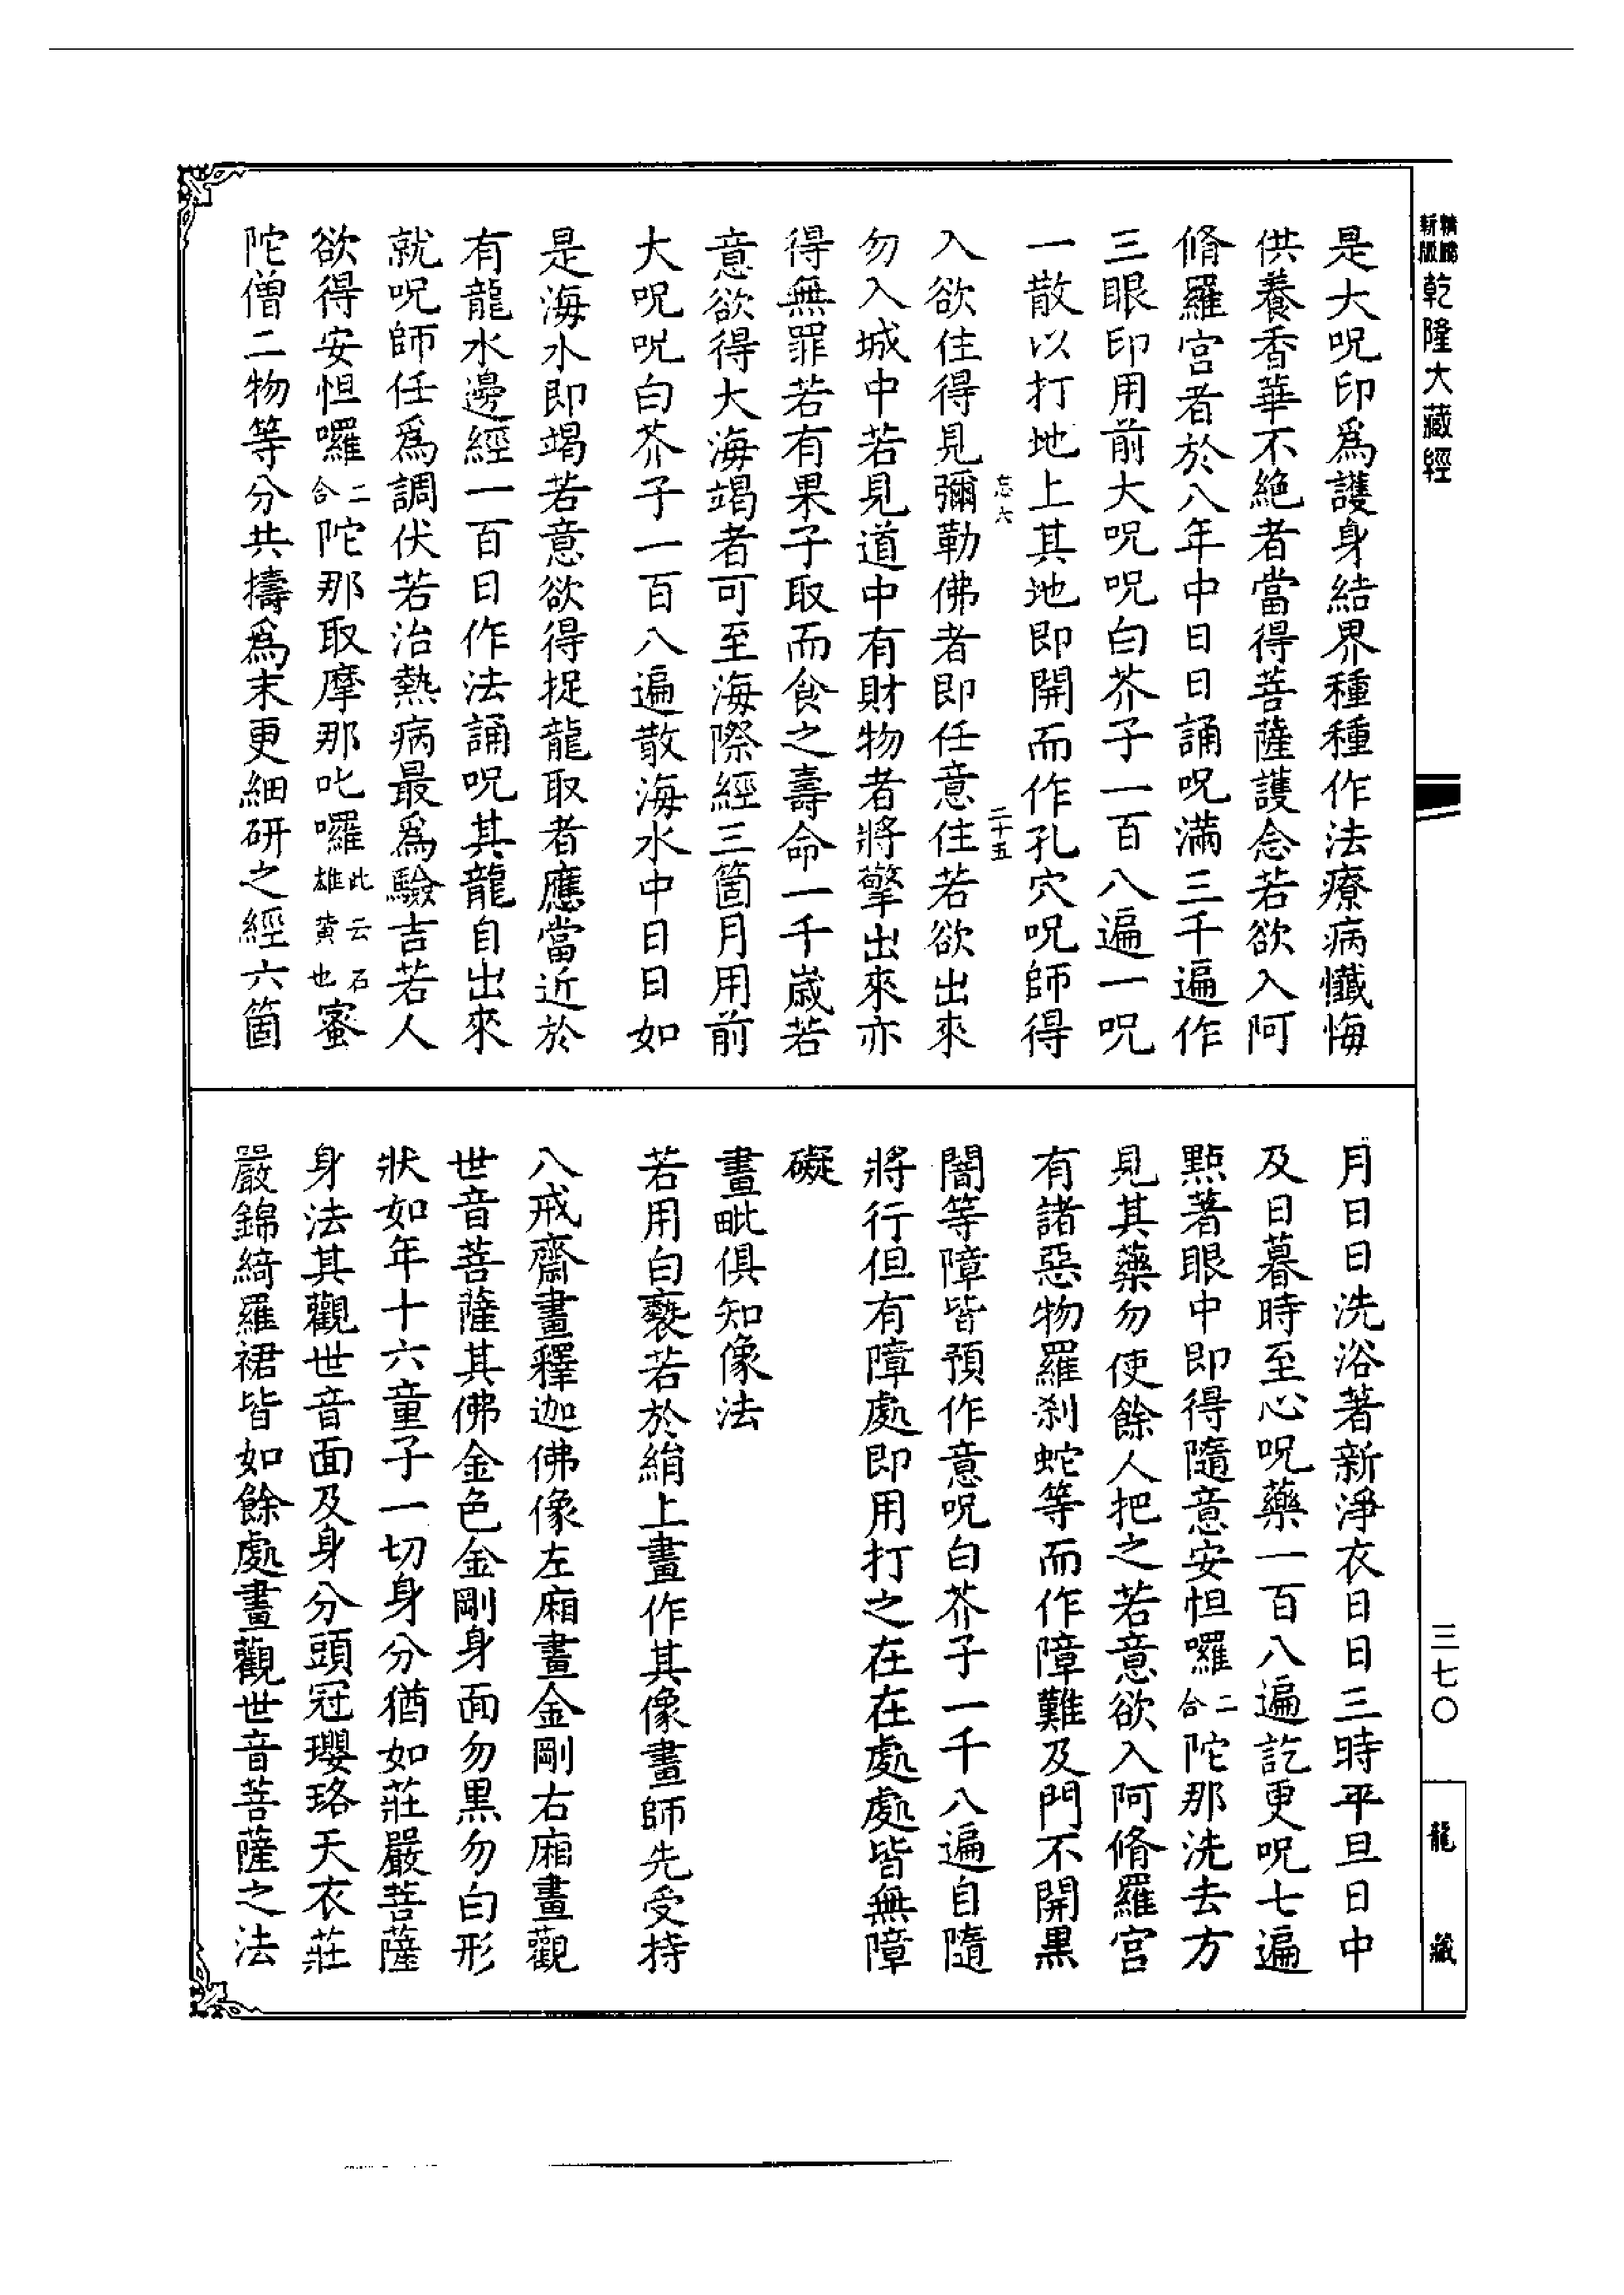 精縮新版
乾隆大藏經
是大呪印爲護身結界種種作法療病懺悔
供養香華不絶者當得菩薩護念若欲入阿
脩羅宮者於八年中日日誦呪滿三千遍作
三眼印用前大呪呪白芥子一百八遍一呪
一散以打地上其地即開而作孔穴呪師得
忘六
二十五
入欲住得見彌勒佛者即任意住若欲出來
勿入城中若見道中有財物者將擎出來亦
得無罪若有果子取而食之壽命一千歲若
意欲得大海竭者可至海際經三箇月用前
大呪呪白芥子一百八遍散海水中日日如
是海水即竭若意欲得捉龍取者應當近於
有龍水邊經一百日作法誦呪其龍自出來
就呪師任爲調伏若治熱病最爲驗吉若人
欲得安怛囉二合陀那取摩那叱囉此云石雄黃也蜜
陀僧二物等分共擣爲末更細研之經六箇
月日日洗浴著新淨衣日日三時平旦日中
及日暮時至心呪藥一百八遍訖更呪七遍
點著眼中即得隨意安怛囉二合陀那洗去方
見其藥勿使餘人把之若意欲入阿脩羅宮
有諸惡物羅刹蛇等而作障難及門不開黑
闇等障皆預作意呪白芥子一千八遍自隨
將行但有障處即用打之在在處處皆無障
礙
畫毗俱知像法
若用白㲲若於絹上畫作其像畫師先受持
八戒齋畫釋迦佛像左廂畫金剛右廂畫觀
世音菩薩其佛金色金剛身面勿黑勿白形
狀如年十六童子一切身分猶如莊嚴菩薩
身法其觀世音面及身分頭冠瓔珞天衣莊
嚴錦綺羅裙皆如餘處畫觀世音菩薩之法
三七〇
龍藏